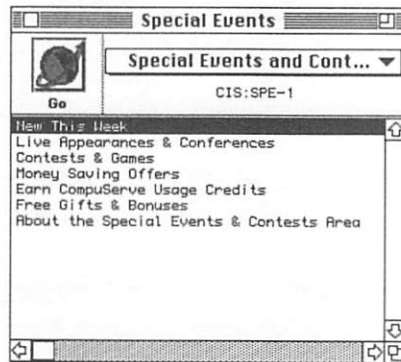 Special Events
Special Events and Cont...
Go
CIS:SPE-1
New This Week
Live Appearances & Conferences
Contests & Games
Money Saving Offers
Earn CompuServe Usage Credits
Free Gifts & Bonuses
About the Special Events & Contests Area